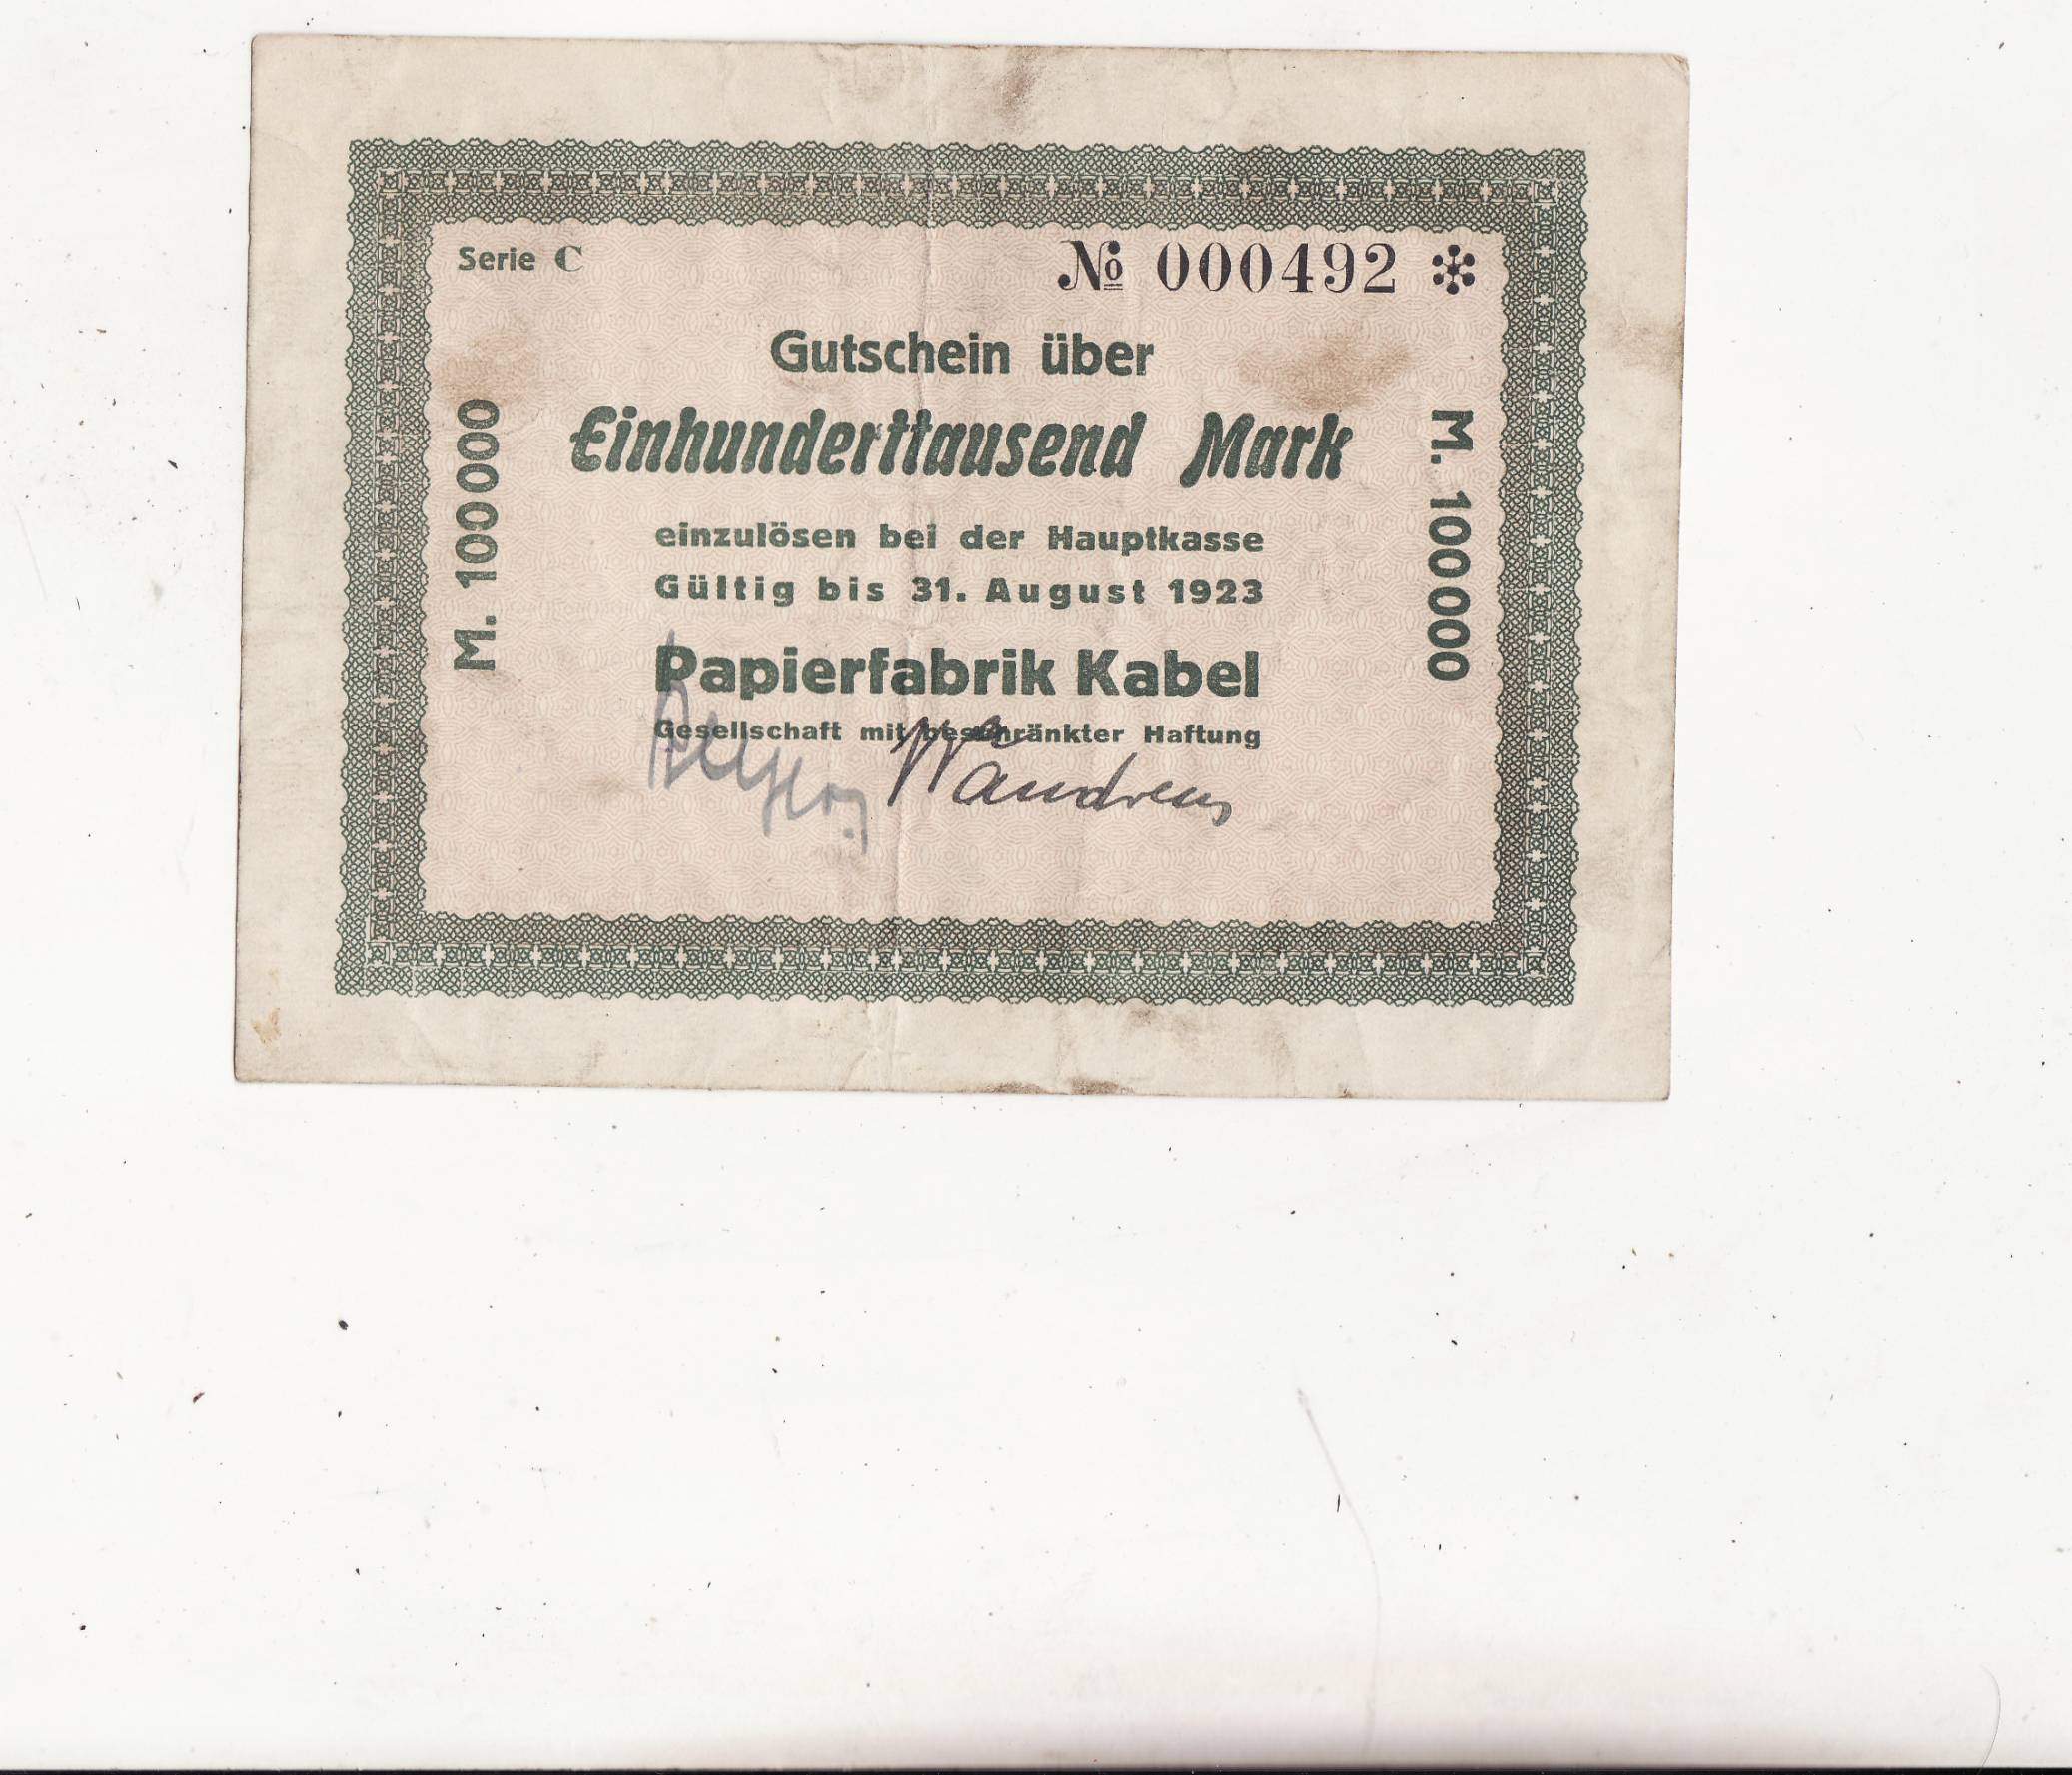 Serie C
№ 000492 *
Gutschein über
Einhunderttausend Mark
M. 100000
M. 100000
einzulösen bei der Hauptkasse
Gültig bis 31. August 1923
Papierfabrik Kabel
Gesellschaft mit beschränkter Haftung